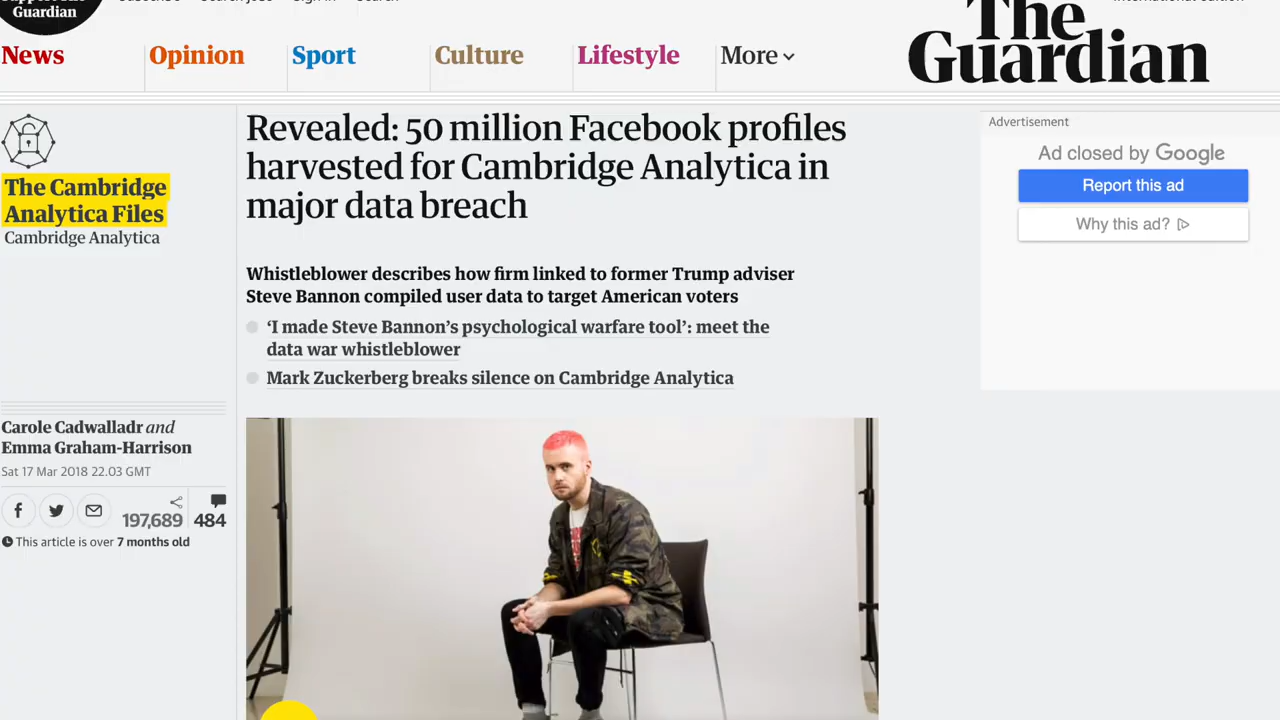 Guardian
News
Opinion
Sport
Culture
Lifestyle
More
The
Guardian
The Cambridge
Analytica Files
Cambridge Analytica
Revealed: 50 million Facebook profiles
harvested for Cambridge Analytica in
major data breach
Whistleblower describes how firm linked to former Trump adviser
Steve Bannon compiled user data to target American voters
‘I made Steve Bannon’s psychological warfare tool’: meet the
data war whistleblower
Mark Zuckerberg breaks silence on Cambridge Analytica
Carole Cadwalladr and
Emma Graham-Harrison
Sat 17 Mar 2018 22.03 GMT
197,689
484
This article is over 7 months old
Advertisement
Ad closed by Google
Report this ad
Why this ad?